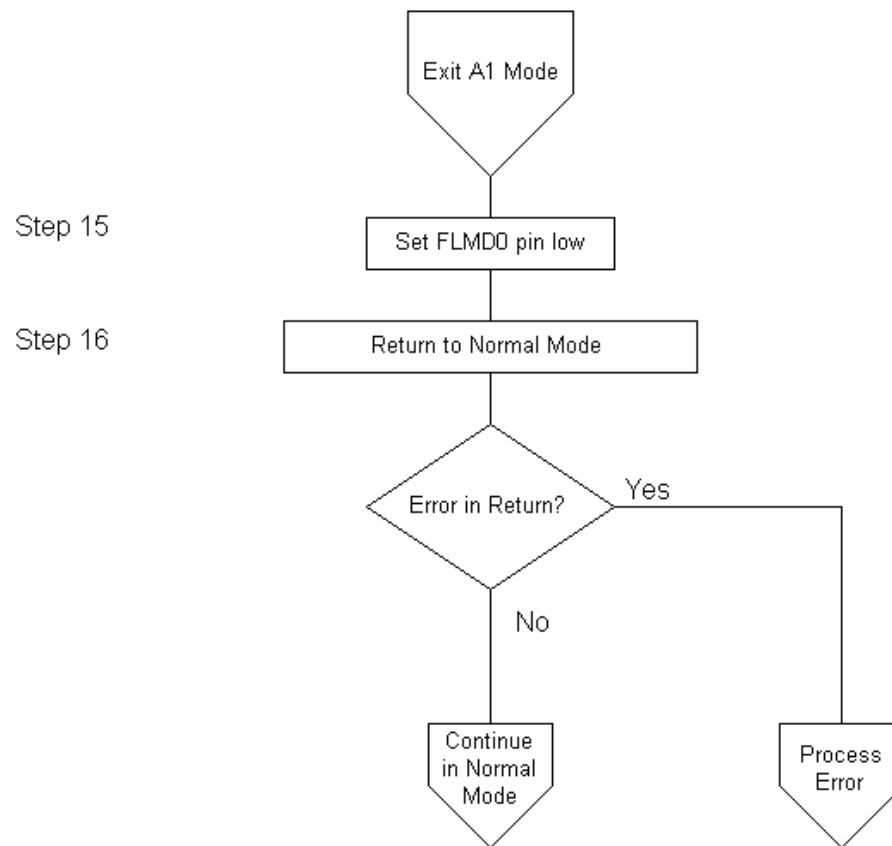 Exit A1 Mode
Step 15
Set FLMD0 pin low
Step 16
Return to Normal Mode
Error in Return?
Yes
No
Continue
in Normal
Mode
Process
Error